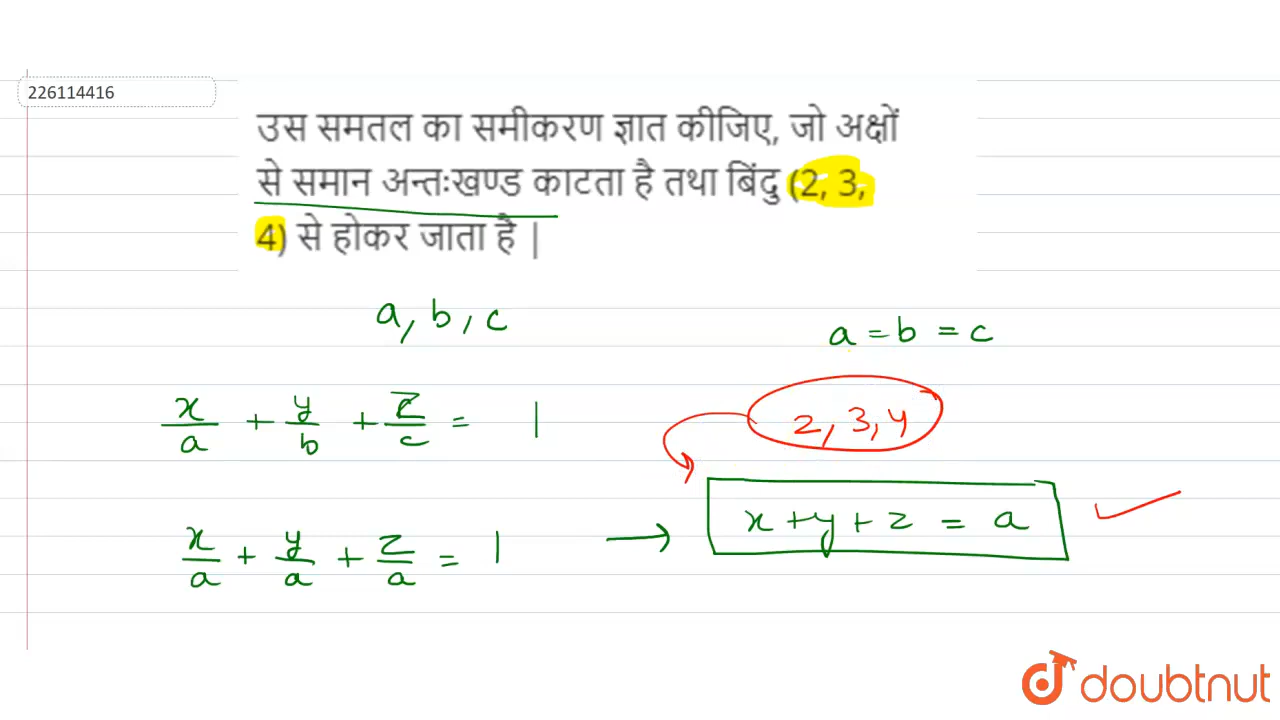 226114416
उस समतल का समीकरण ज्ञात कीजिए, जो अक्षों
से समान अन्तःखण्ड काटता है तथा बिंदु (2, 3,
4) से होकर जाता है |
a, b, c
a = b = c
x/a + y/b + z/c = 1
2, 3, 4
x + y + z = a
x/a + y/a + z/a = 1
doubtnut